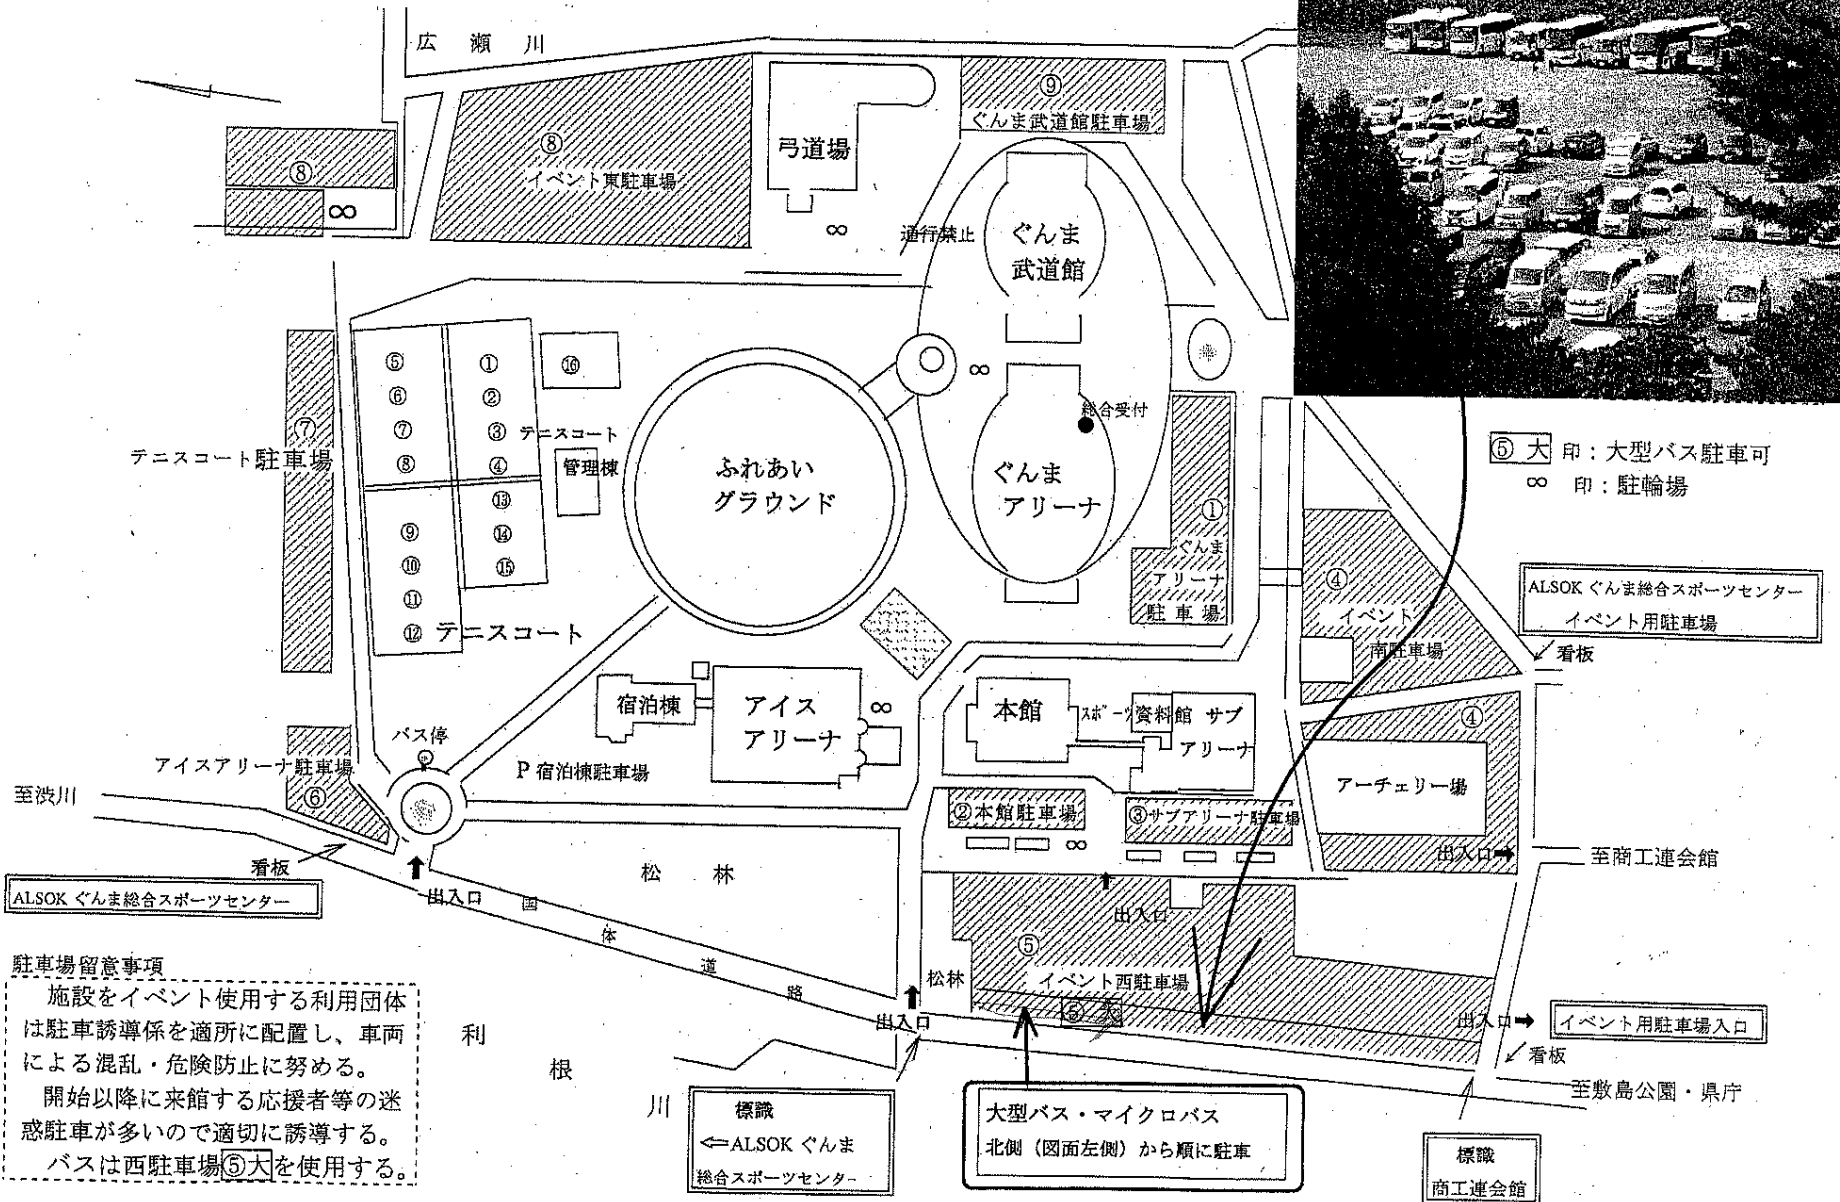 広瀬川
⑧
∞
⑧
イベント東駐車場
弓道場
∞
⑨
ぐんま武道館駐車場
通行禁止
ぐんま
武道館
⑦
テニスコート駐車場
⑤
⑥
⑦
⑧
①
②
③
④
⑯
⑬
⑭
⑮
⑨
⑩
⑪
⑫
テニスコート
テニスコート
管理棟
ふれあい
グラウンド
∞
総合受付
ぐんま
アリーナ
①
ぐんま
アリーナ
駐車場
⑤大 印：大型バス駐車可
∞ 印：駐輪場
④
イベント
南駐車場
ALSOK ぐんま総合スポーツセンター
イベント用駐車場
看板
宿泊棟
アイス
アリーナ
∞
本館
スポーツ資料館
サブ
アリーナ
④
アーチェリー場
バス停
P 宿泊棟駐車場
アイスアリーナ駐車場
⑥
至渋川
②本館駐車場
③サブアリーナ駐車場
∞
出入口
至商工連会館
看板
ALSOK ぐんま総合スポーツセンター
出入口
松林
国体道路
出入口
⑤
イベント西駐車場
⑤大
松林
出入口
出入口
イベント用駐車場入口
看板
至敷島公園・県庁
駐車場留意事項
施設をイベント使用する利用団体
は駐車誘導係を適所に配置し、車両
による混乱・危険防止に努める。
開始以降に来館する応援者等の迷
惑駐車が多いので適切に誘導する。
バスは西駐車場⑤大を使用する。
利根川
標識
⇐ALSOK ぐんま
総合スポーツセンター
大型バス・マイクロバス
北側（図面左側）から順に駐車
標識
商工連会館